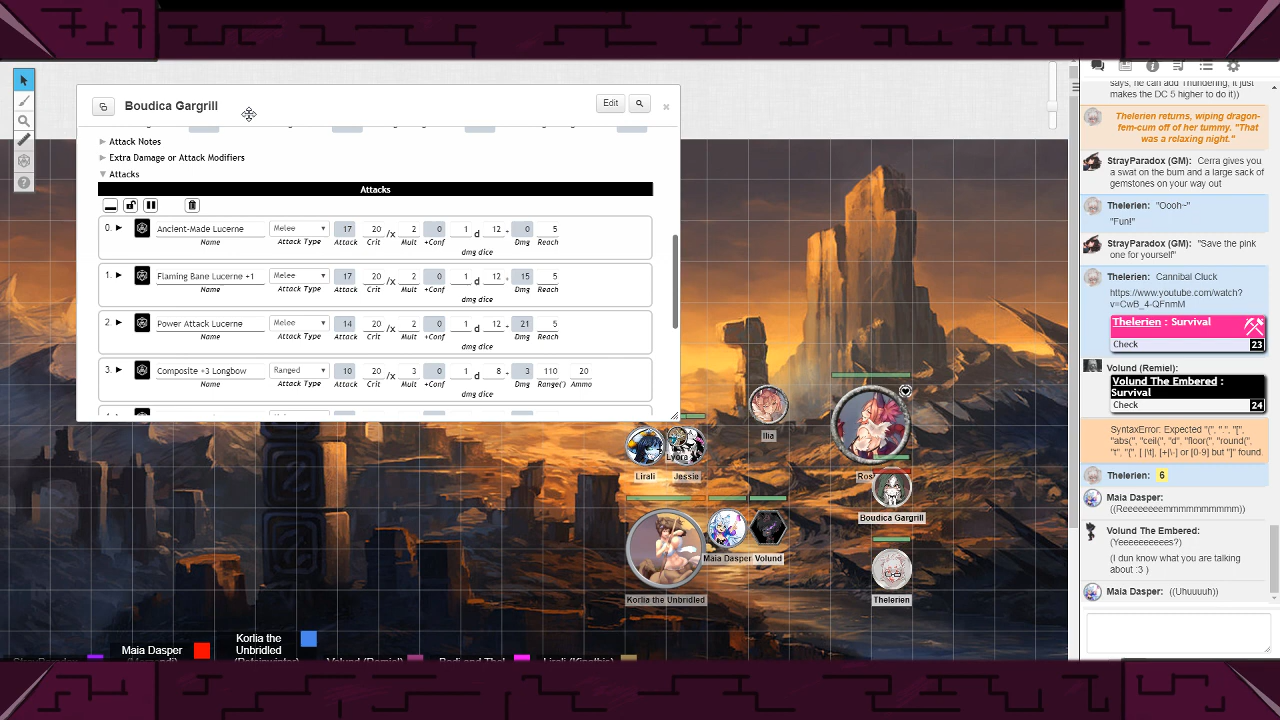 Boudica Gargrill
Edit
Attack Notes
Extra Damage or Attack Modifiers
Attacks
Attacks
0. Ancient-Made Lucerne Melee 17 20 /x 2 0 1 d 12 + 0 5
Name Attack Type Attack Crit Mult +Conf Dmg Reach
dmg dice
1. Flaming Bane Lucerne +1 Melee 17 20 /x 2 0 1 d 12 + 15 5
Name Attack Type Attack Crit Mult +Conf Dmg Reach
dmg dice
2. Power Attack Lucerne Melee 14 20 /x 2 0 1 d 12 + 21 5
Name Attack Type Attack Crit Mult +Conf Dmg Reach
dmg dice
3. Composite +3 Longbow Ranged 10 20 /x 3 0 1 d 8 + 3 110 20
Name Attack Type Attack Crit Mult +Conf Dmg Range() Ammo
dmg dice
Ilia
Lyora
Lirali
Jessie
Ros
Boudica Gargrill
Maia Dasper
Volund
Korlia the Unbridled
Thelerien
Maia Dasper
Korlia the
Unbridled
says, he can add Thundering, it just
makes the DC 5 higher to do it))
Thelerien returns, wiping dragon-
fem-cum off of her tummy. "That
was a relaxing night."
StrayParadox (GM): Cerra gives you
a swat on the bum and a large sack of
gemstones on your way out
Thelerien: "Oooh~"
"Fun!"
StrayParadox (GM): "Save the pink
one for yourself"
Thelerien: Cannibal Cluck
https://www.youtube.com/watch?
v=CwB_4-QFnmM
Thelerien : Survival
Check 23
Volund (Remiel):
Volund The Embered :
Survival
Check 24
SyntaxError: Expected "(", ".", "[",
"abs(", "ceil(", "d", "floor(", "round(",
"t", "{", [ |\t], [+|\-] or [0-9] but "]" found.
Thelerien: 6
Maia Dasper:
((Reeeeeeemmmmmmmmmm))
Volund The Embered:
(Yeeeeeeeeees?)
(I dun know what you are talking
about :3 )
Maia Dasper: ((Uhuuuuh))